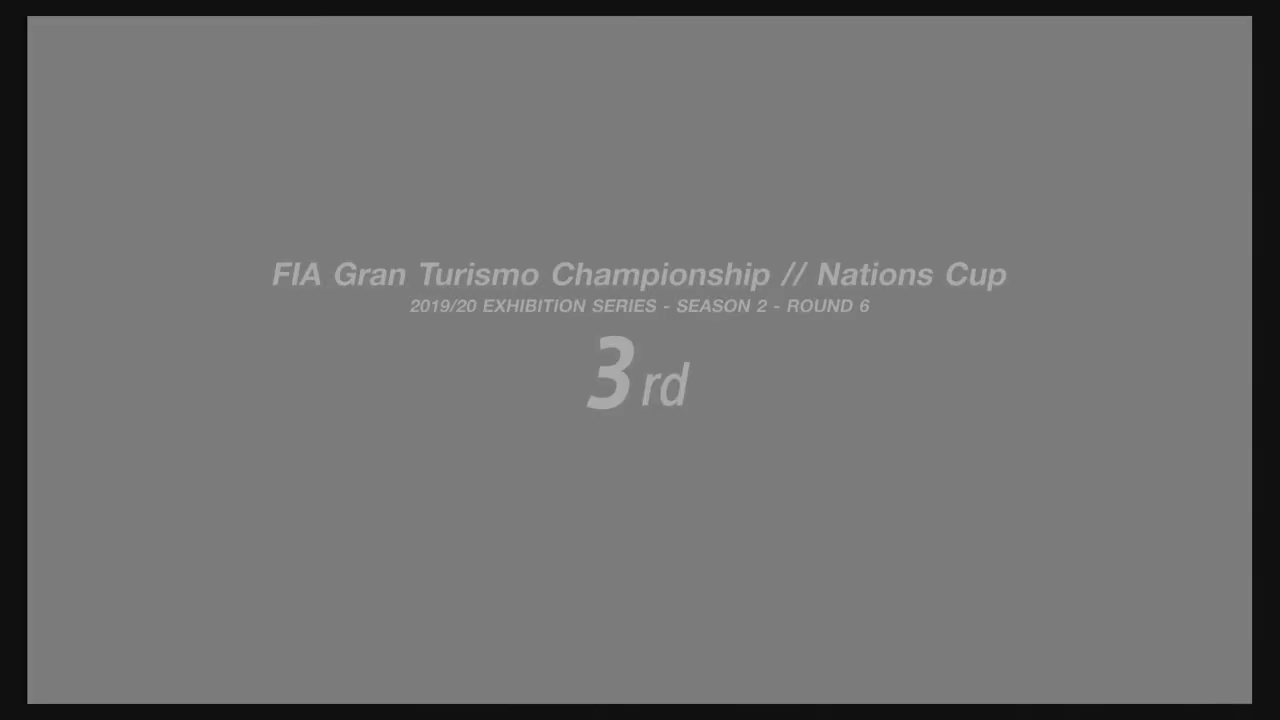 FIA Gran Turismo Championship // Nations Cup
2019/20 EXHIBITION SERIES - SEASON 2 - ROUND 6
3rd